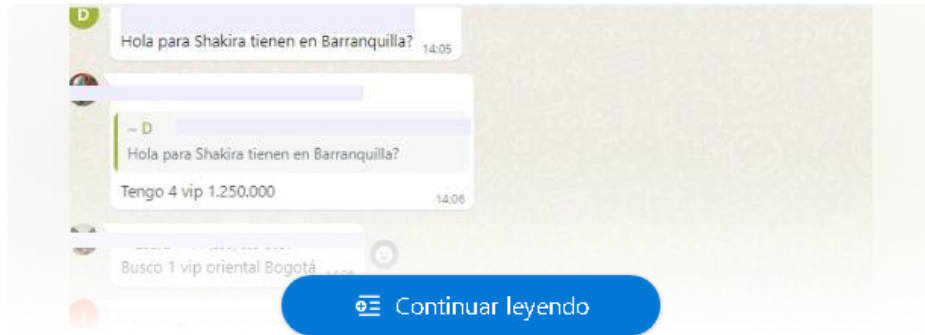 D
Hola para Shakira tienen en Barranquilla? 14:05
~ D
Hola para Shakira tienen en Barranquilla?
Tengo 4 vip 1.250.000 14:06
Busco 1 vip oriental Bogotá
Continuar leyendo